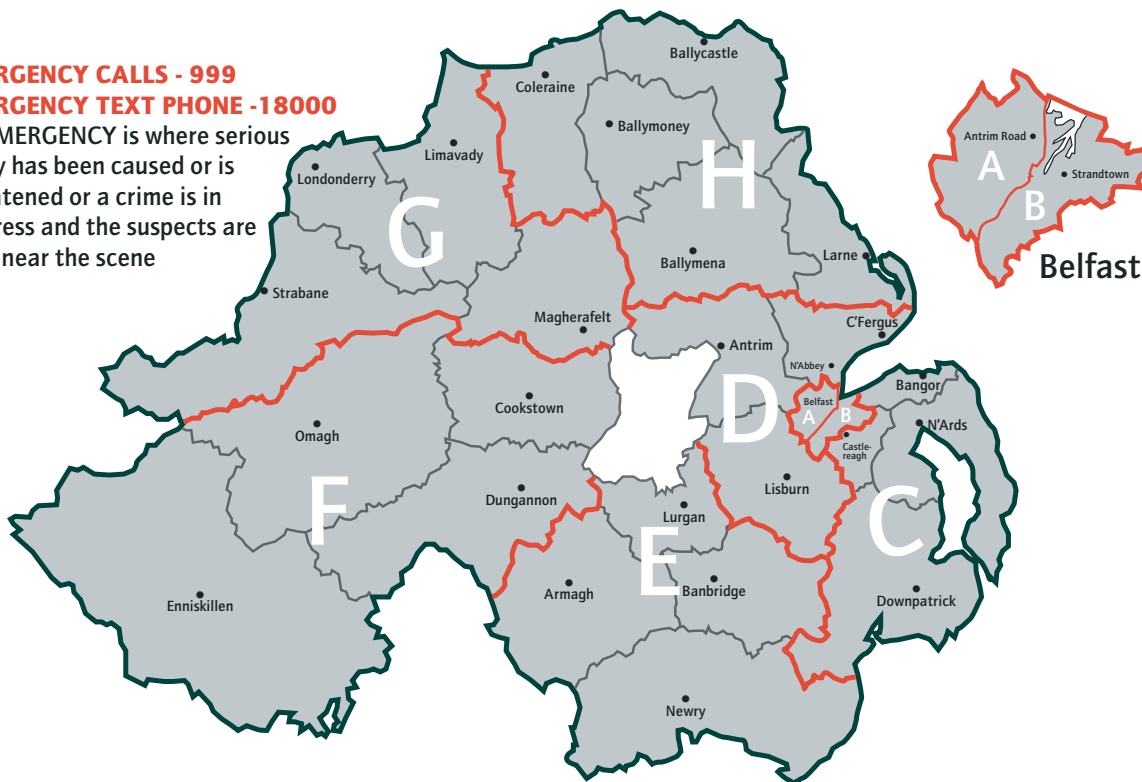 RGENCY CALLS - 999
RGENCY TEXT PHONE -18000
MERGENCY is where serious
y has been caused or is
tened or a crime is in
ress and the suspects are
near the scene
Ballycastle
Coleraine
Ballymoney
Limavady
Londonderry
H
G
Ballymena
Larne
Strabane
Magherafelt
C'Fergus
Antrim
N'Abbey
Bangor
Cookstown
D
Belfast
A
B
N'Ards
Omagh
Castle-
reagh
Lisburn
Dungannon
F
Lurgan
C
E
Armagh
Banbridge
Enniskillen
Downpatrick
Newry
Antrim Road
A
Strandtown
B
Belfast